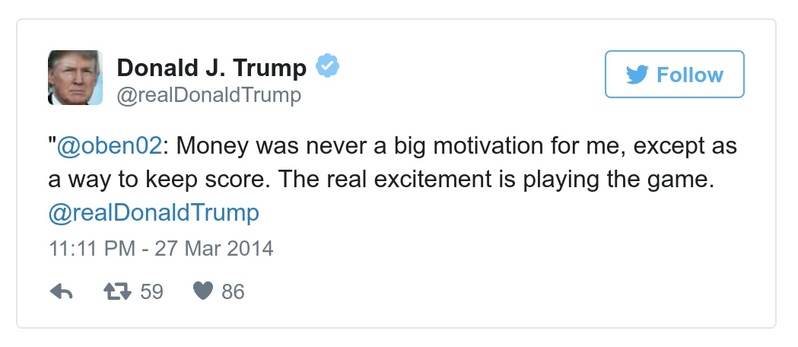 Donald J. Trump
@realDonaldTrump
Follow
"@oben02: Money was never a big motivation for me, except as
a way to keep score. The real excitement is playing the game.
@realDonaldTrump
11:11 PM - 27 Mar 2014
59 86